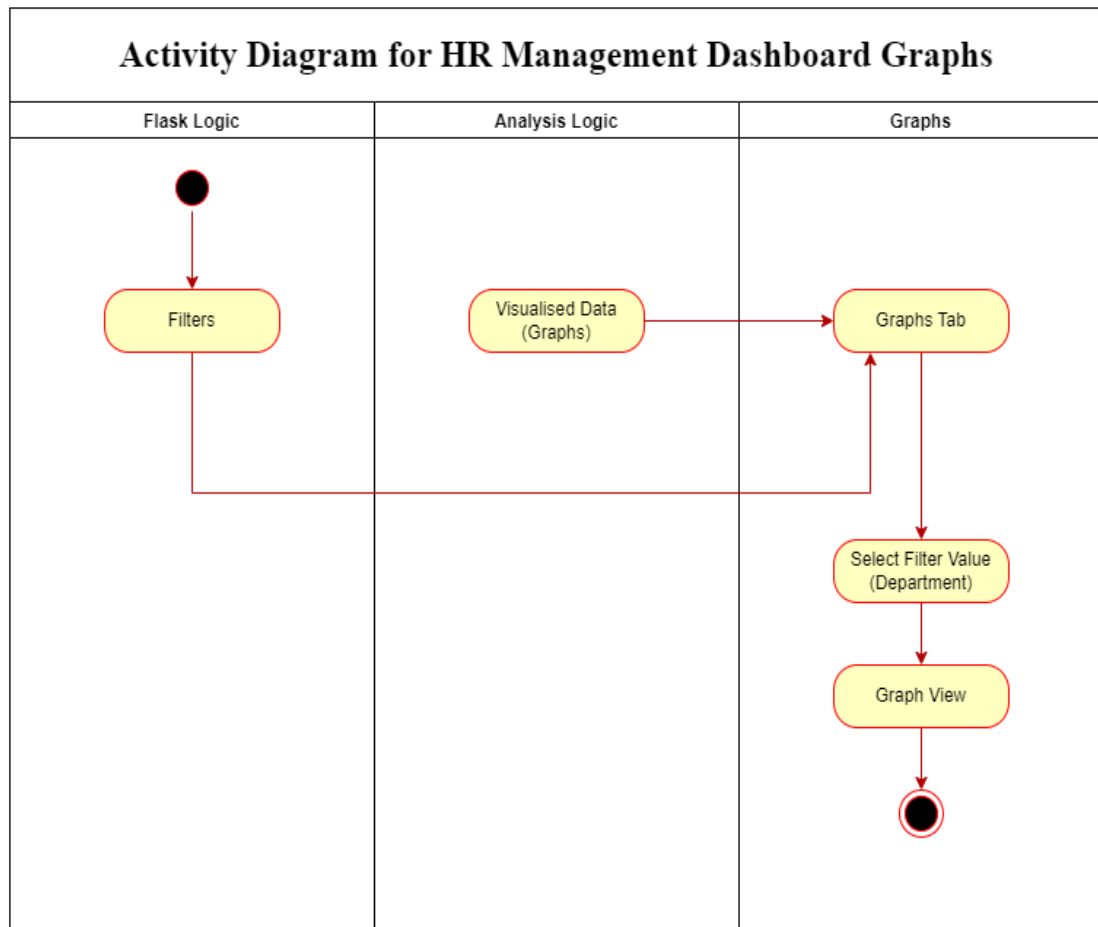 Activity Diagram for HR Management Dashboard Graphs
Flask Logic
Analysis Logic
Graphs
Filters
Visualised Data
(Graphs)
Graphs Tab
Select Filter Value
(Department)
Graph View